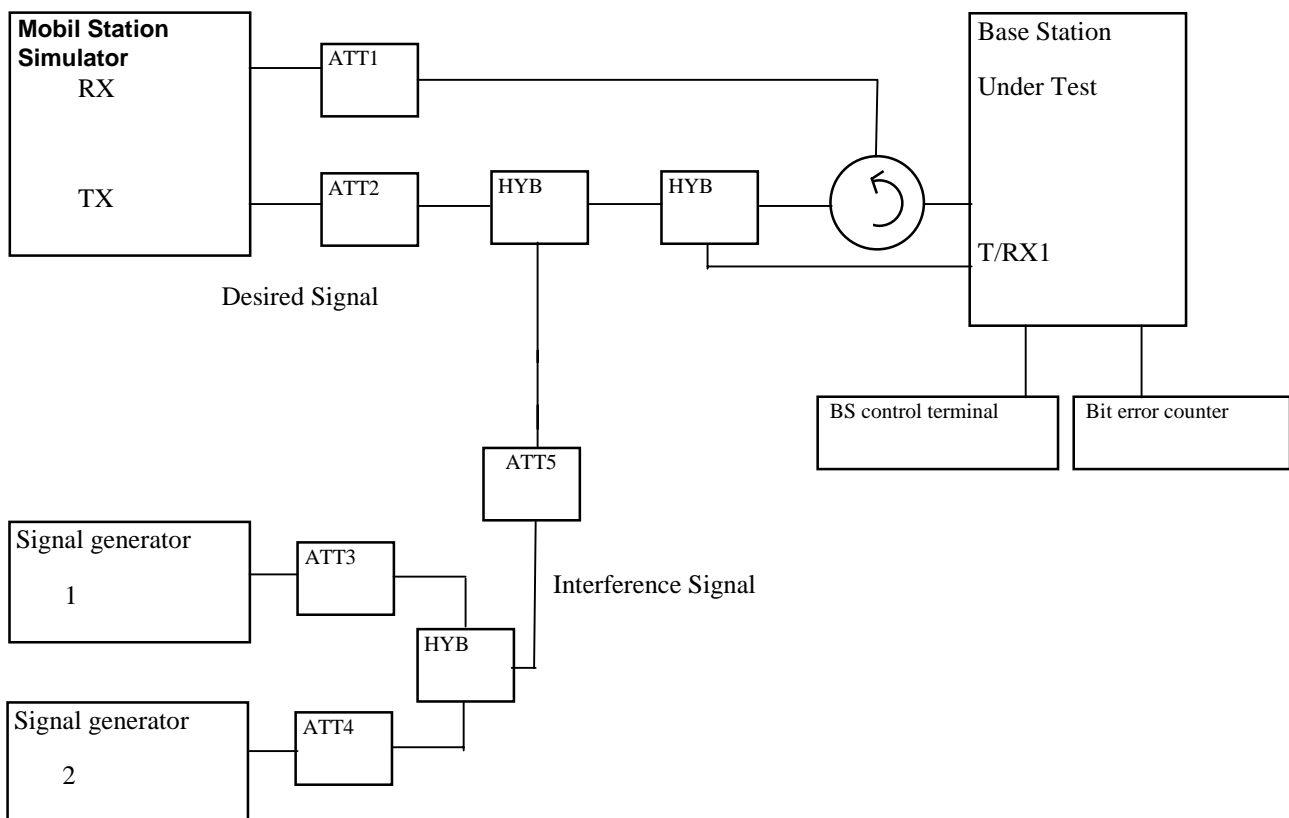 Mobil Station
Simulator
RX
TX
ATT1
ATT2
HYB
HYB
Base Station
Under Test
T/RX1
Desired Signal
BS control terminal
Bit error counter
ATT5
Signal generator
1
ATT3
Interference Signal
HYB
Signal generator
2
ATT4